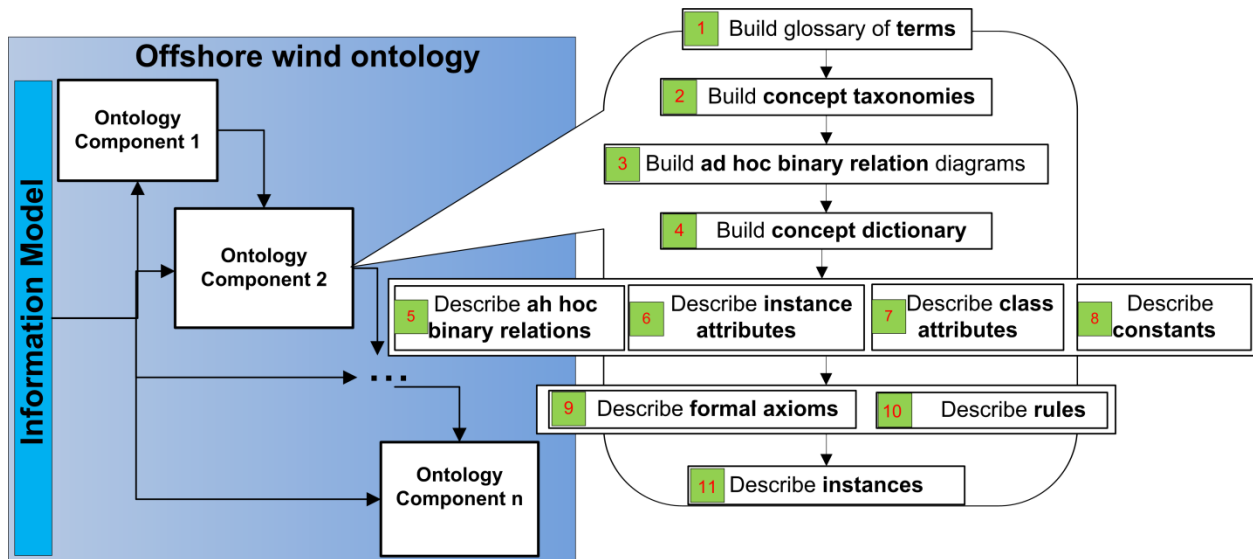 Offshore wind ontology
Information Model
Ontology
Component 1
Ontology
Component 2
...
Ontology
Component n
1 Build glossary of terms
2 Build concept taxonomies
3 Build ad hoc binary relation diagrams
4 Build concept dictionary
5 Describe ah hoc
binary relations
6 Describe instance
attributes
7 Describe class
attributes
8 Describe
constants
9 Describe formal axioms
10 Describe rules
11 Describe instances